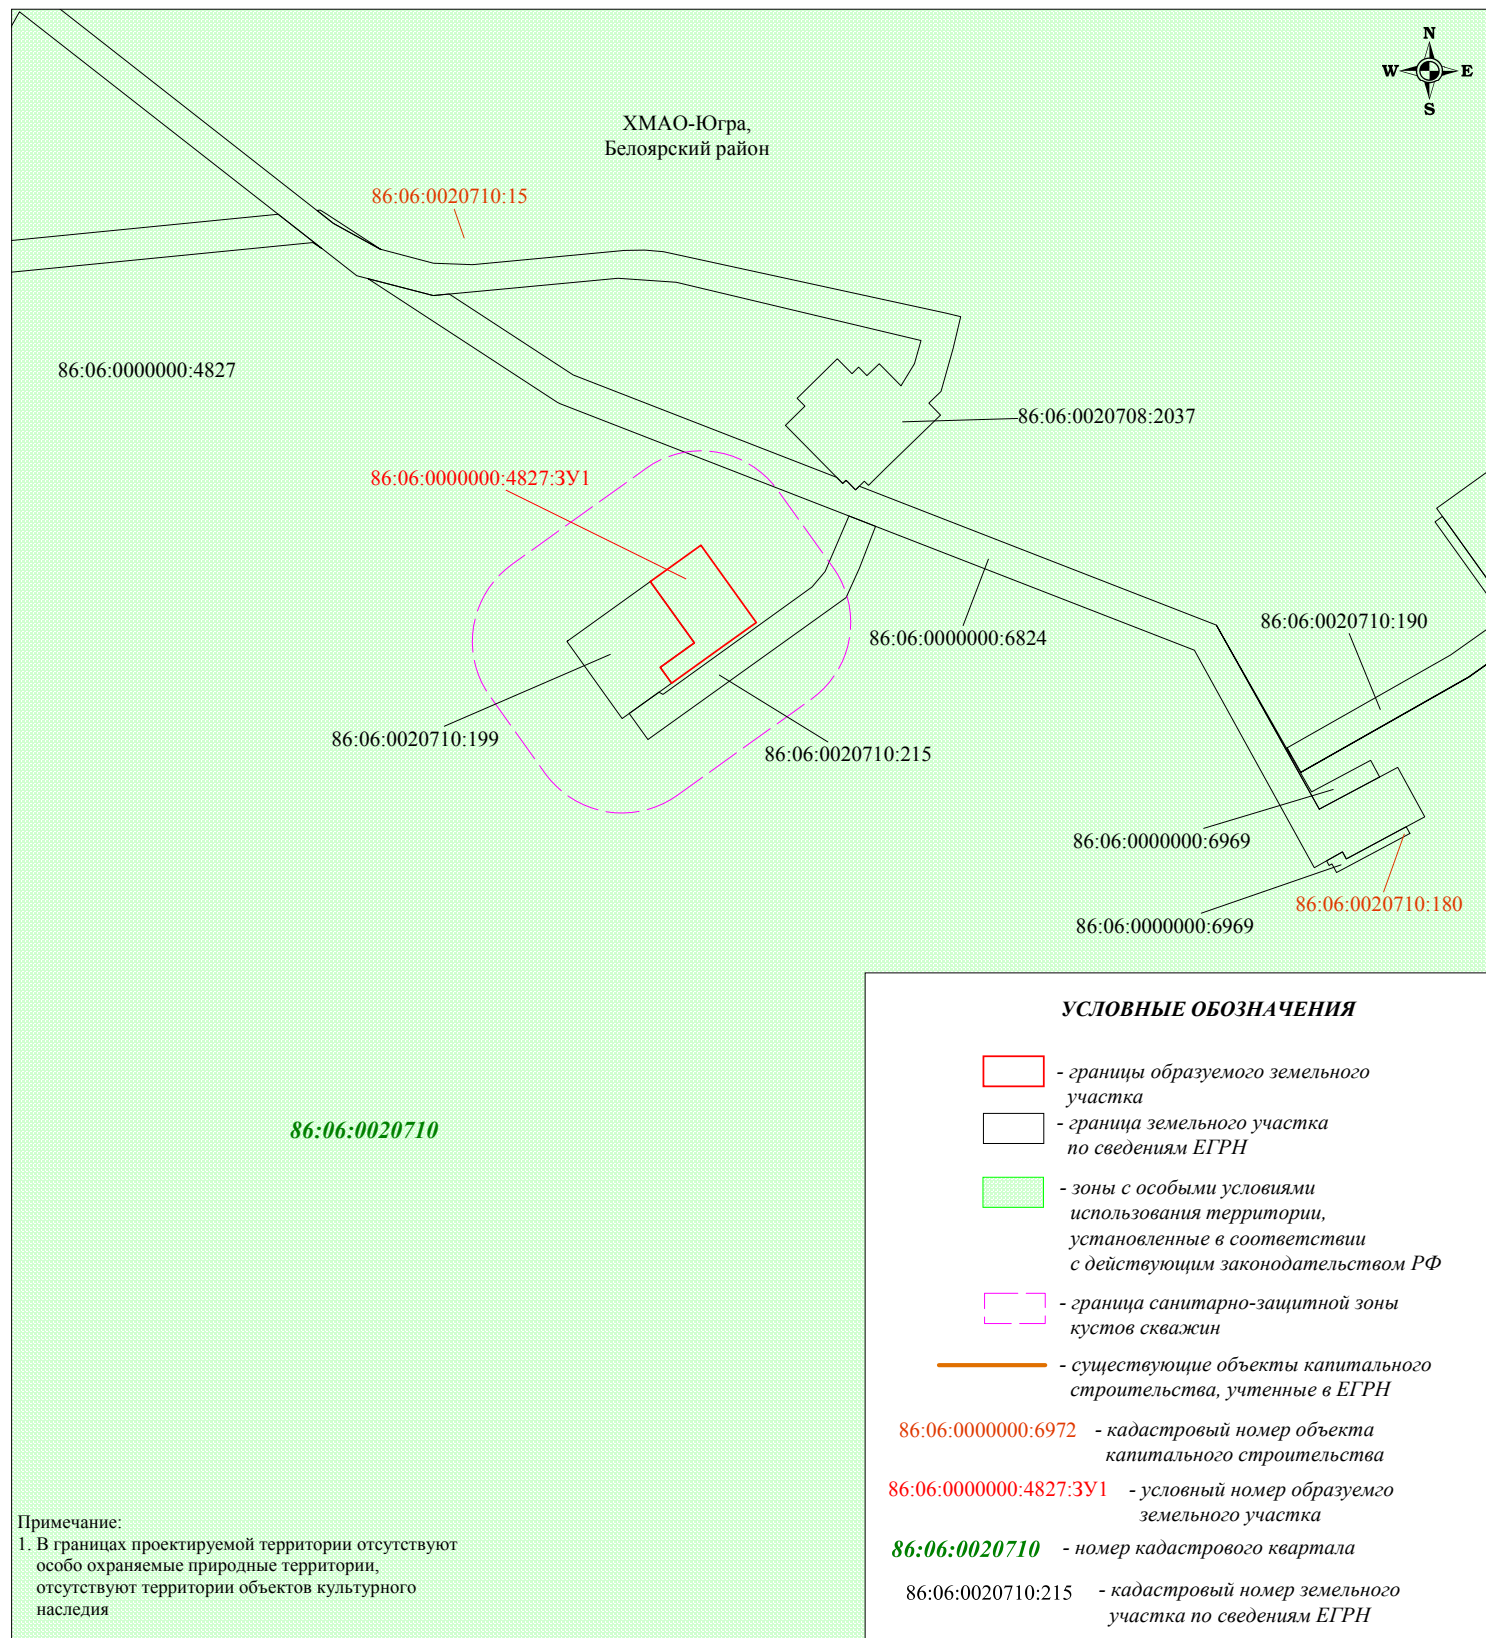 N
W E
S
ХМАО-Югра,
Белоярский район
86:06:0020710:15
86:06:0000000:4827
86:06:0020708:2037
86:06:0000000:4827:ЗУ1
86:06:0020710:190
86:06:0000000:6824
86:06:0020710:199
86:06:0020710:215
86:06:0000000:6969
86:06:0020710:180
86:06:0000000:6969
86:06:0020710
УСЛОВНЫЕ ОБОЗНАЧЕНИЯ
- границы образуемого земельного
участка
- граница земельного участка
по сведениям ЕГРН
- зоны с особыми условиями
использования территории,
установленные в соответствии
с действующим законодательством РФ
- граница санитарно-защитной зоны
кустов скважин
- существующие объекты капитального
строительства, учтенные в ЕГРН
86:06:0000000:6972 - кадастровый номер объекта
капитального строительства
86:06:0000000:4827:ЗУ1 - условный номер образуемго
земельного участка
86:06:0020710 - номер кадастрового квартала
86:06:0020710:215 - кадастровый номер земельного
участка по сведениям ЕГРН
Примечание:
1. В границах проектируемой территории отсутствуют
особо охраняемые природные территории,
отсутствуют территории объектов культурного
наследия